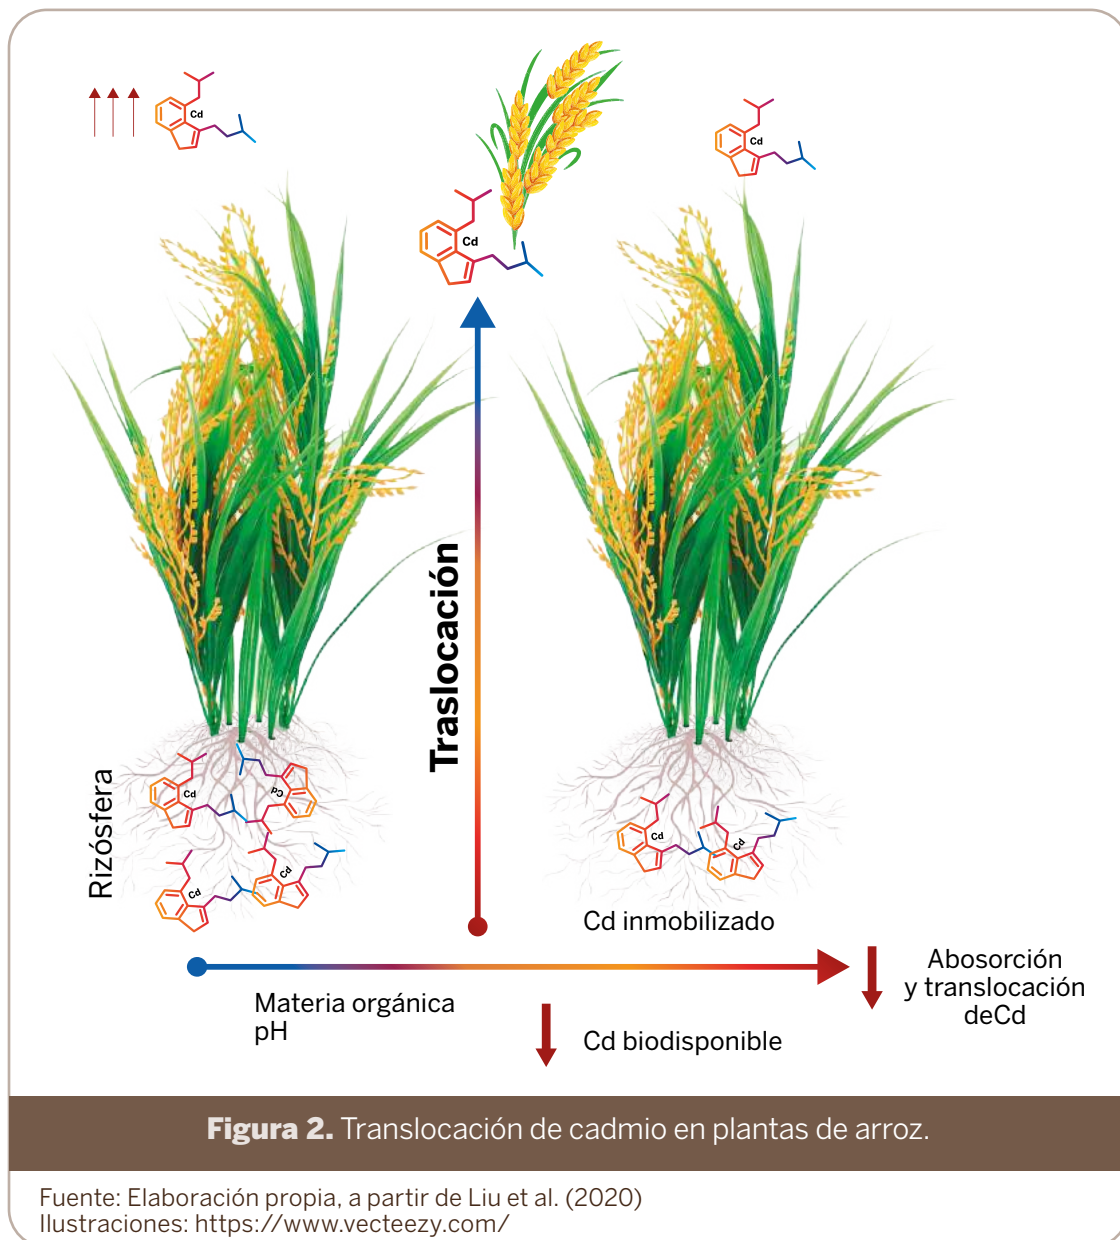 Cd
Cd
Cd
Traslocación
Rizósfera
Cd
Cd
Cd
Cd
Cd
Cd
Cd inmobilizado
Materia orgánica
pH
Cd biodisponible
Abosorción
y translocación
deCd
Figura 2. Translocación de cadmio en plantas de arroz.
Fuente: Elaboración propia, a partir de Liu et al. (2020)
Ilustraciones: https://www.vecteezy.com/